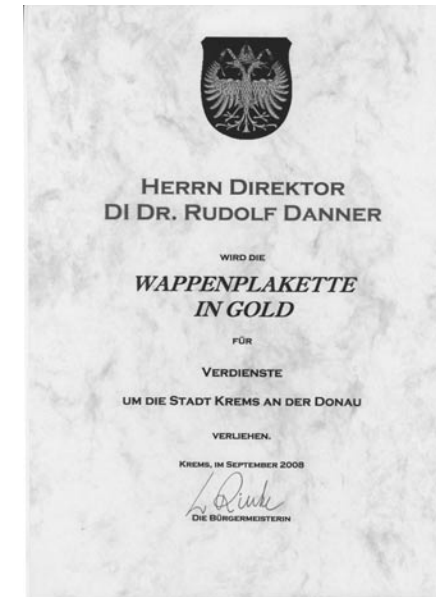 HERRN DIREKTOR
DI DR. RUDOLF DANNER
WIRD DIE
WAPPENPLAKETTE
IN GOLD
FÜR
VERDIENSTE
UM DIE STADT KREMS AN DER DONAU
VERLIEHEN.
KREMS, IM SEPTEMBER 2008
DIE BÜRGERMEISTERIN